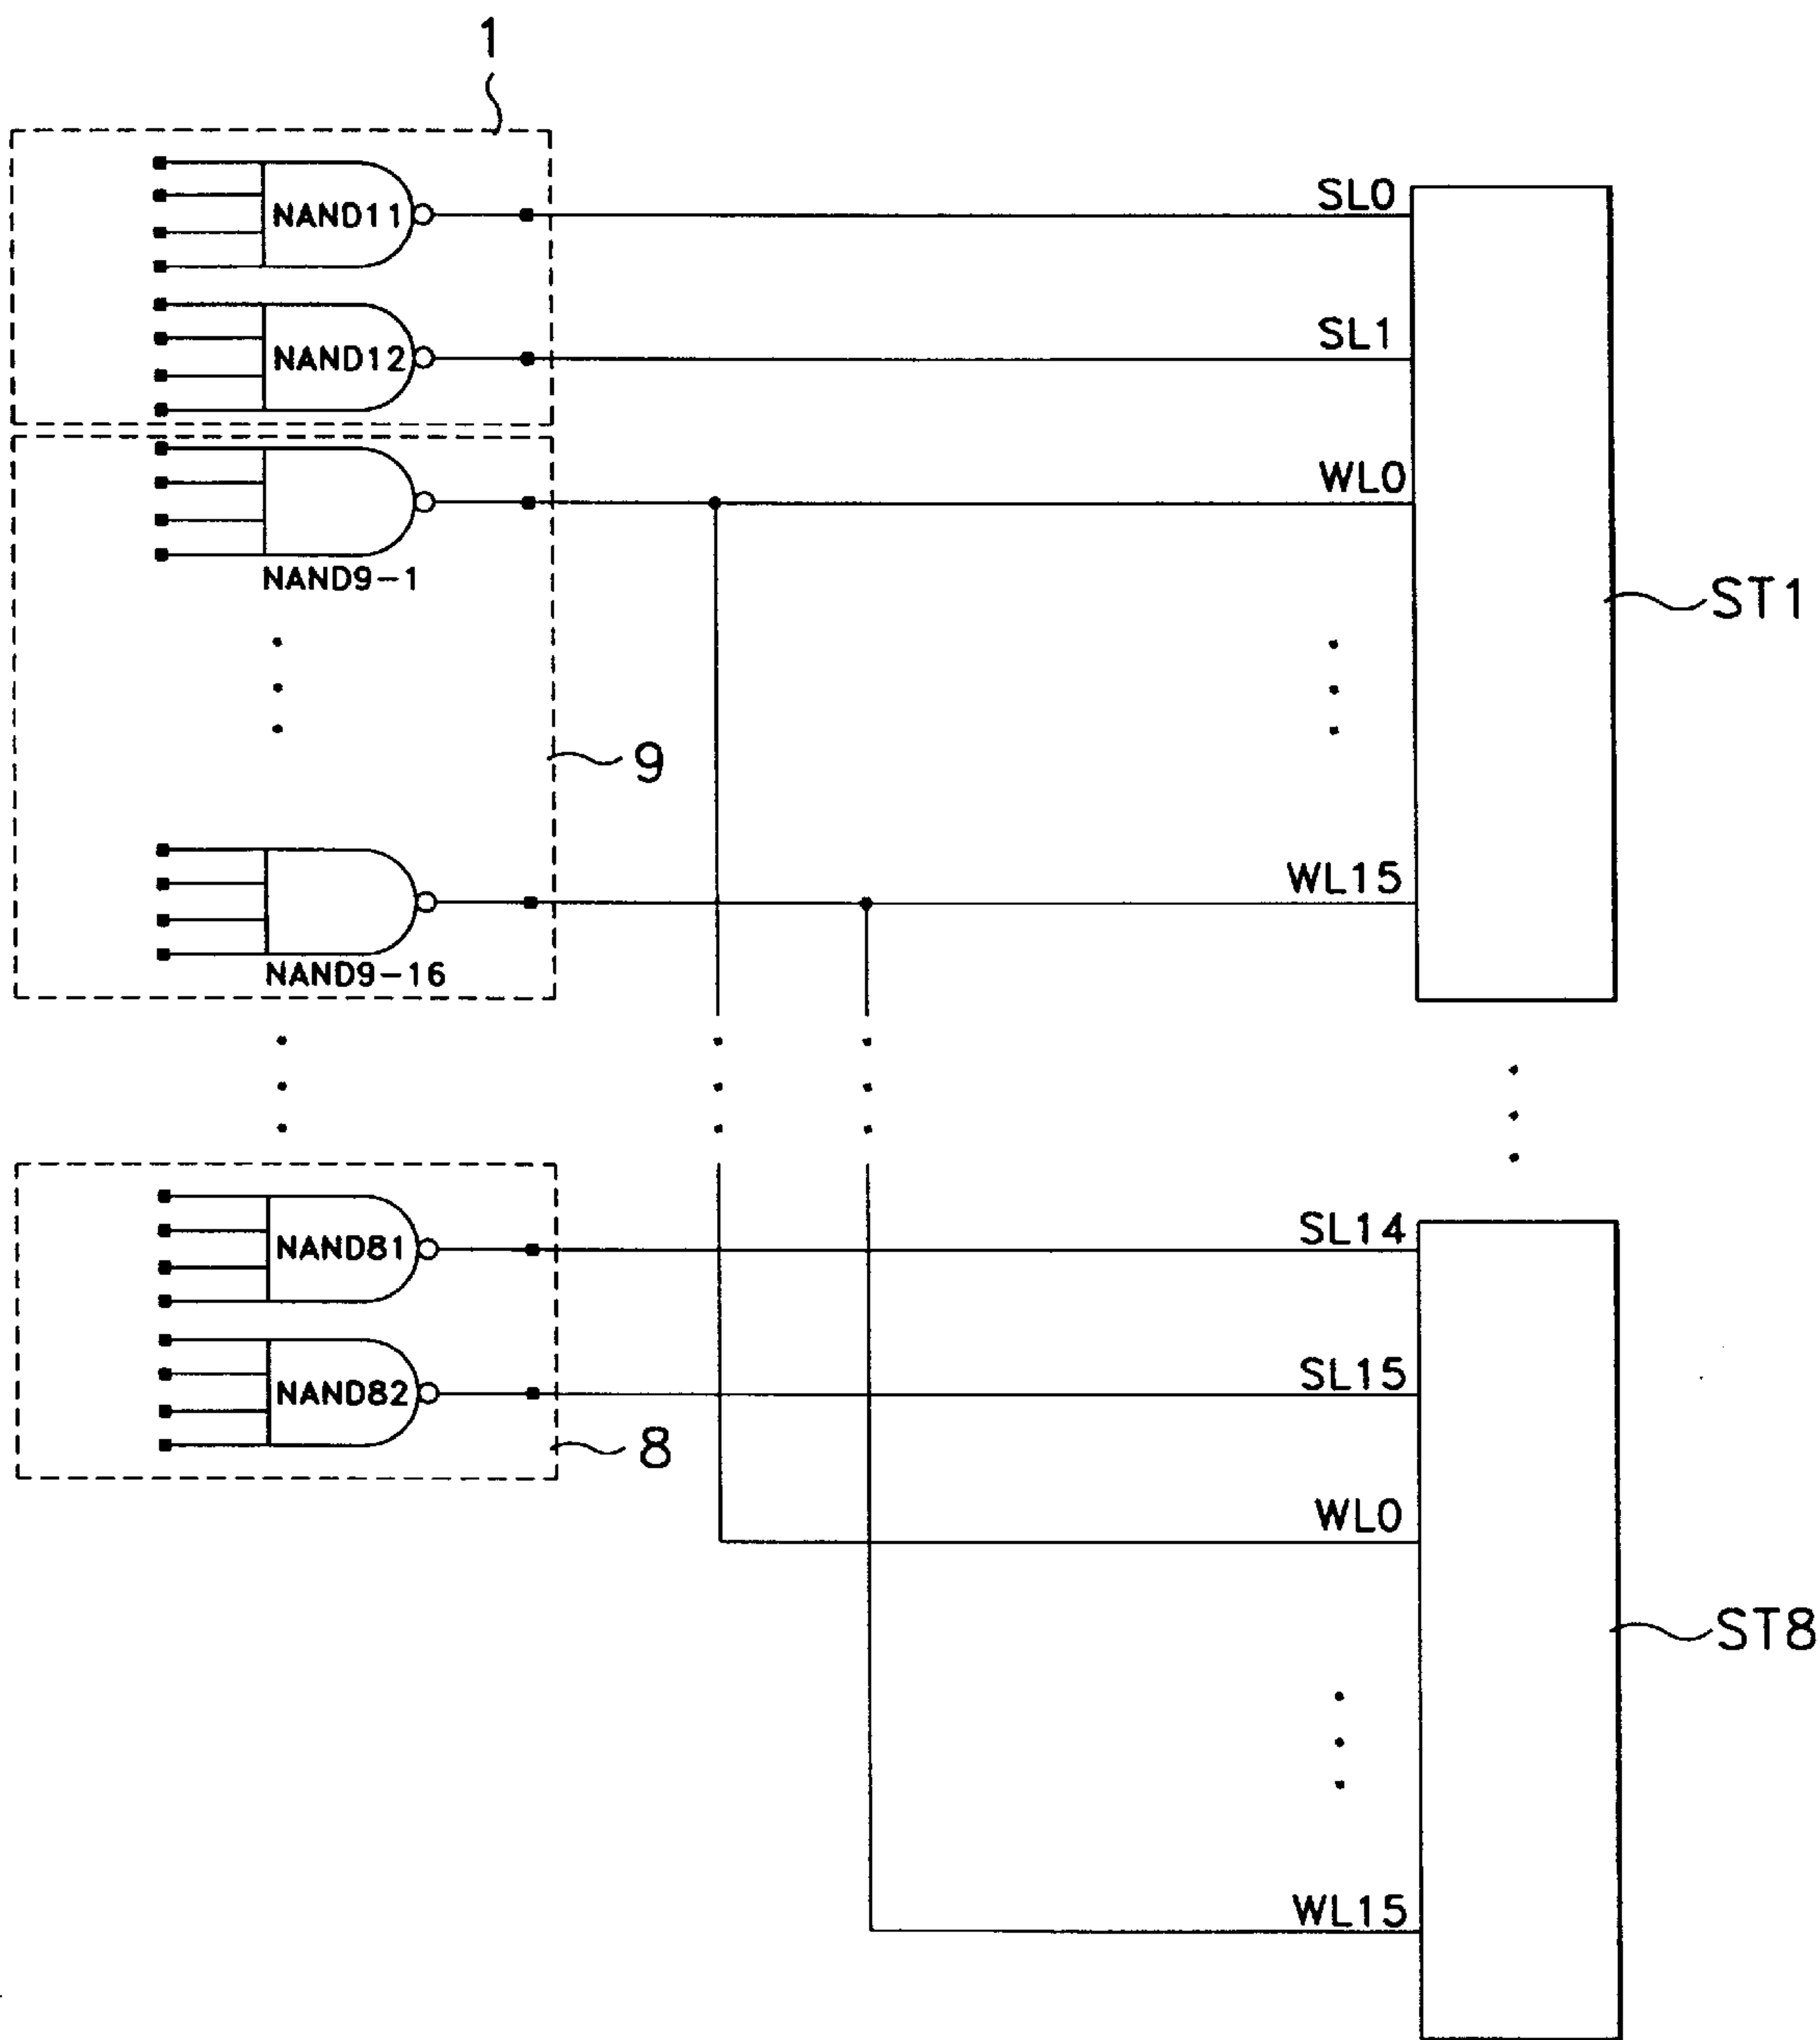 1
NAND11
SL0
NAND12
SL1
WL0
NAND9-1
ST1
9
WL15
NAND9-16
NAND81
SL14
NAND82
SL15
8
WL0
ST8
WL15